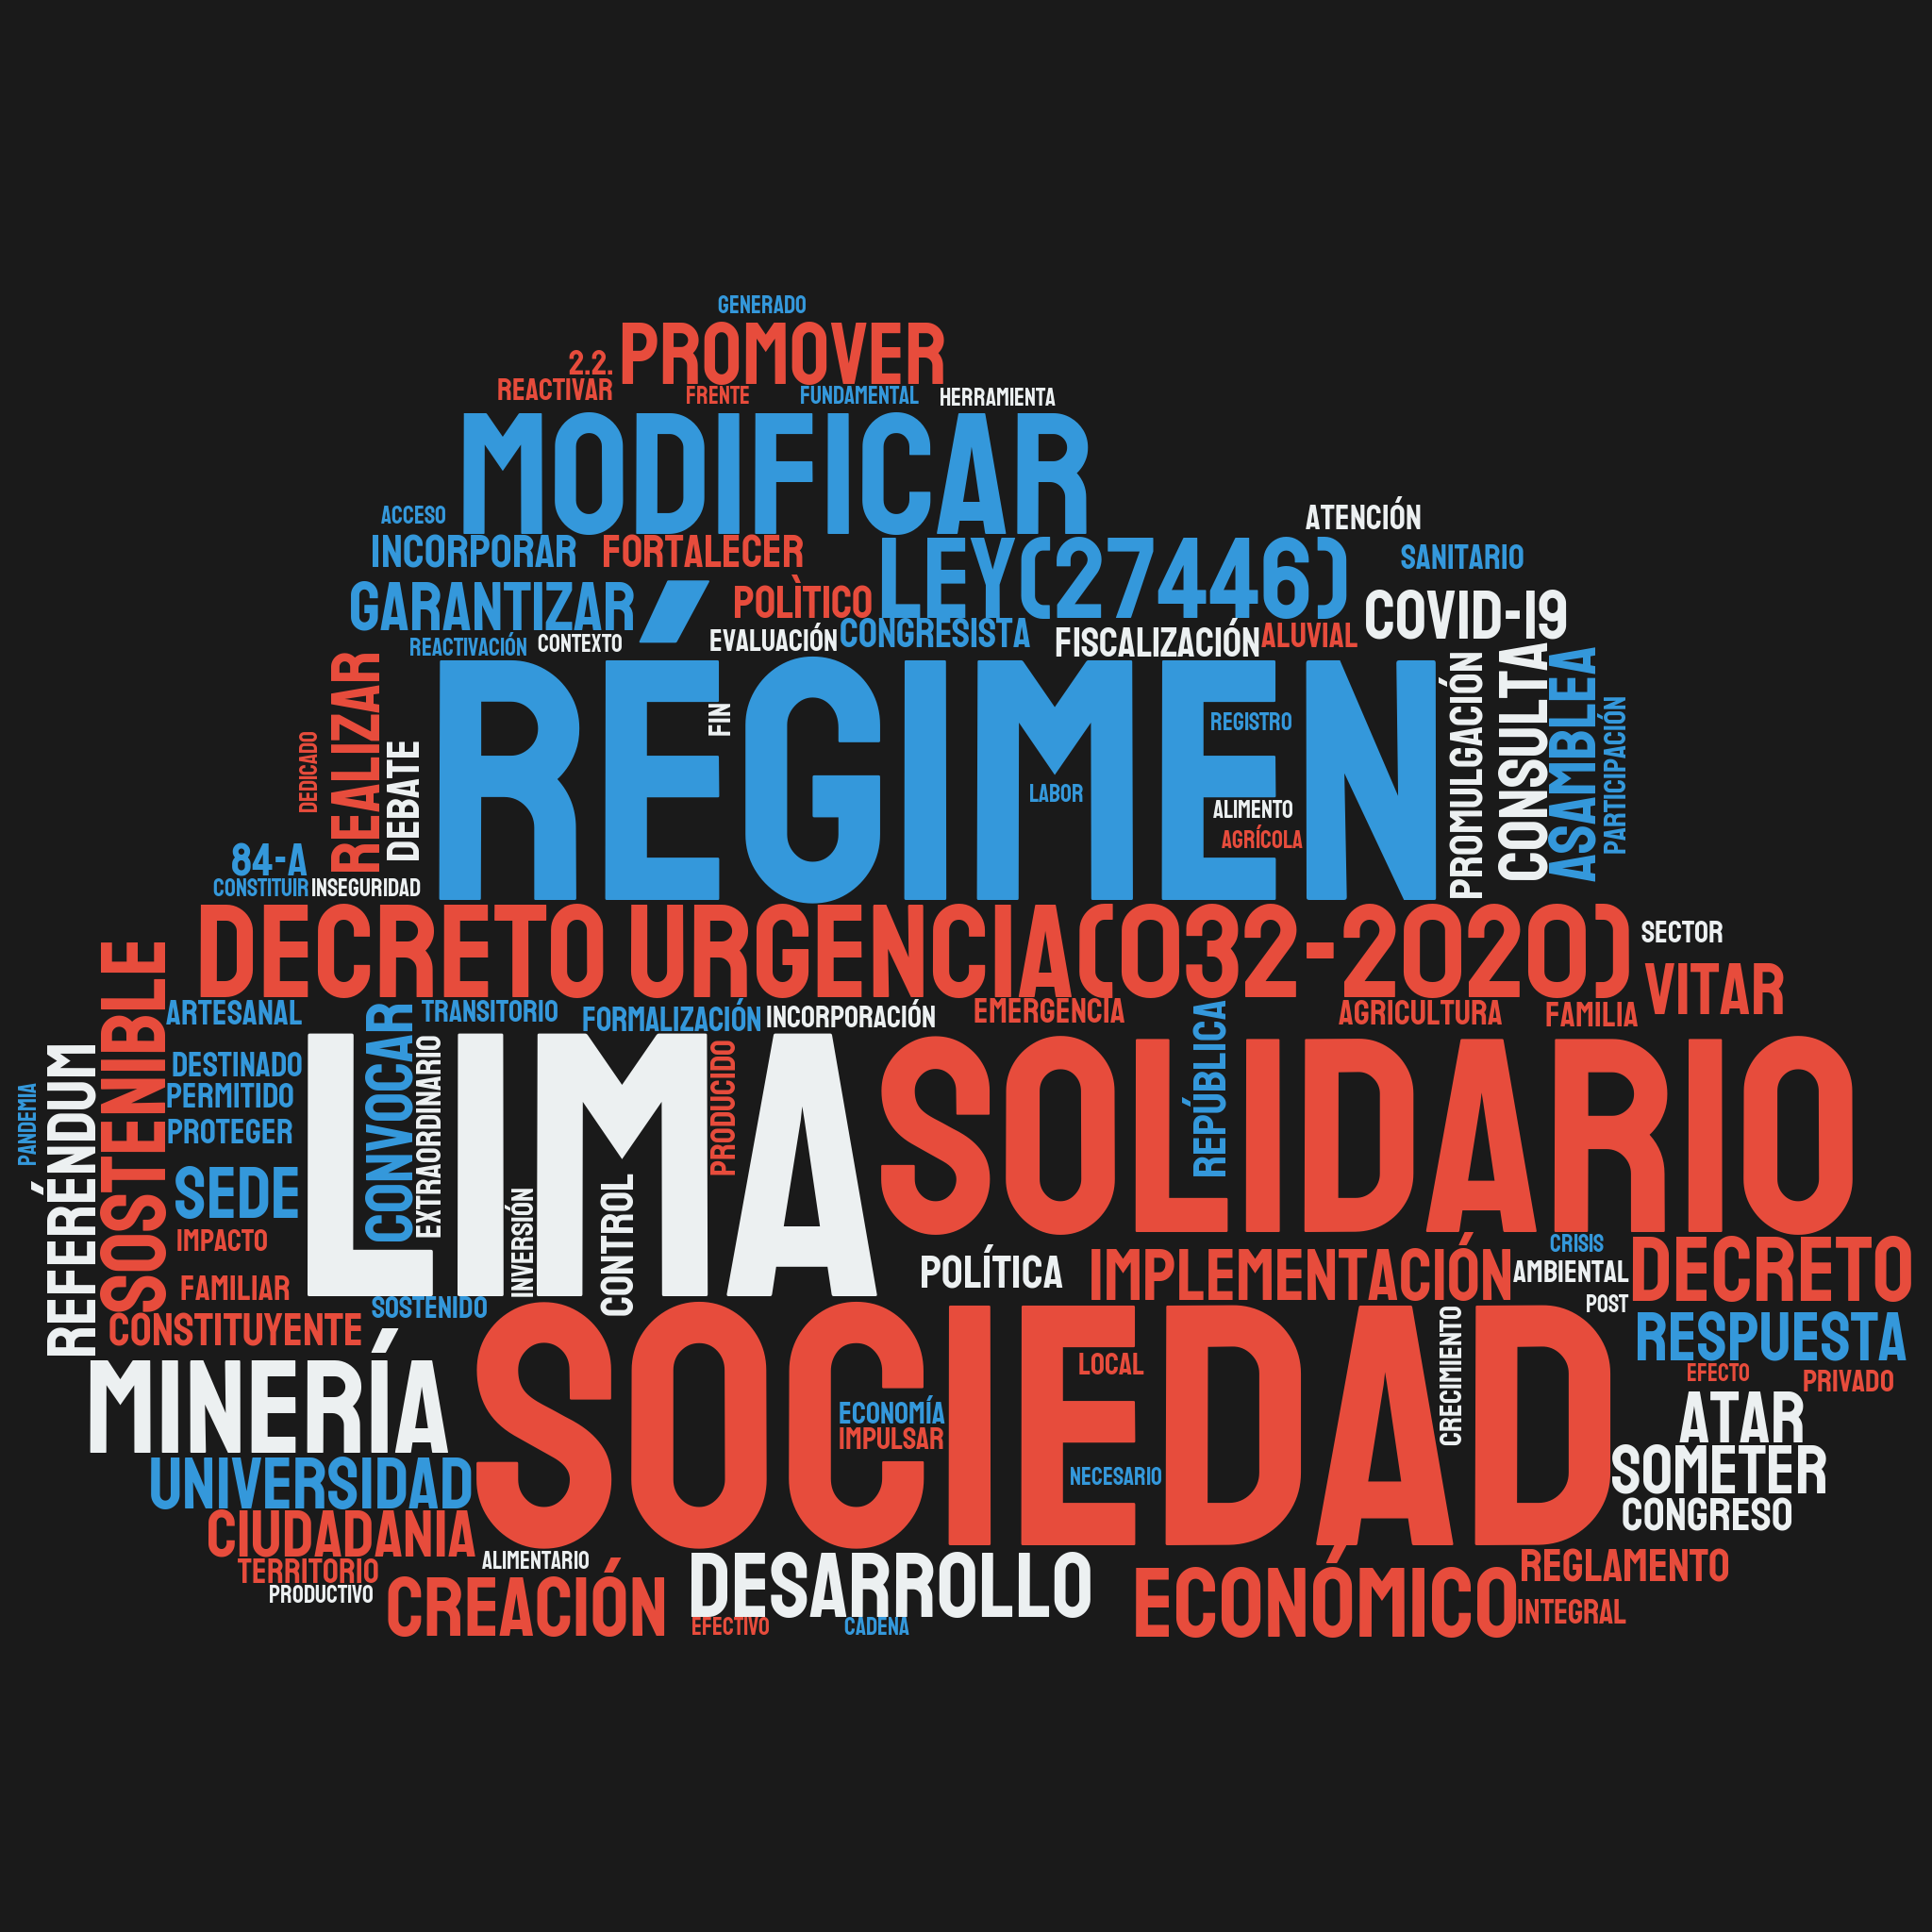 GENERADO
2.2. PROMOVER
REACTIVAR FRENTE FUNDAMENTAL HERRAMIENTA
MODIFICAR
ACCESO ATENCIÓN
INCORPORAR FORTALECER LEY(27446) SANITARIO
GARANTIZAR POLÌTICO COVID-19
REACTIVACIÓN CONTEXTO EVALUACIÓN CONGRESISTA FISCALIZACIÓN ALUVIAL
RÉGIMEN
DEDICADO
REALIZAR
DEBATE
FIN
REGISTRO
LABOR
ALIMENTO
AGRÍCOLA
PROMULGACIÓN
CONSULTA
ASAMBLEA
PARTICIPACIÓN
84-A
CONSTITUIR INSEGURIDAD
DECRETO URGENCIA(032-2020) SECTOR
VITAR
SOSTENIBLE
ARTESANAL TRANSITORIO FORMALIZACIÓN INCORPORACIÓN EMERGENCIA AGRICULTURA FAMILIA
LIMA SOLIDARIO
PANDEMIA
REFERÉNDUM
DESTINADO
PERMITIDO
PROTEGER
SEDE
IMPACTO
FAMILIAR
CONVOCAR
EXTRAORDINARIO
INVERSIÓN
CONTROL
PRODUCIDO
REPÚBLICA
POLÍTICA IMPLEMENTACIÓN CRISIS
AMBIENTAL DECRETO
POST
CONSTITUYENTE SOSTENIDO
SOCIEDAD
RESPUESTA
MINERÍA
LOCAL
CRECIMIENTO
EFECTO PRIVADO
ECONOMÍA
IMPULSAR
NECESARIO
ATAR
SOMETER
UNIVERSIDAD
CONGRESO
CIUDADANIA
TERRITORIO ALIMENTARIO
PRODUCTIVO
CREACIÓN DESARROLLO ECONÓMICO REGLAMENTO
EFECTIVO CADENA INTEGRAL